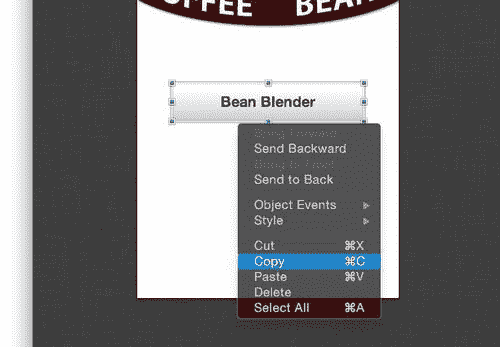 COFFEE BEAN
Bean Blender
Bring Forward
Send Backward
Bring to Front
Send to Back
Object Events
Style
Cut ⌘X
Copy ⌘C
Paste ⌘V
Delete
Select All ⌘A